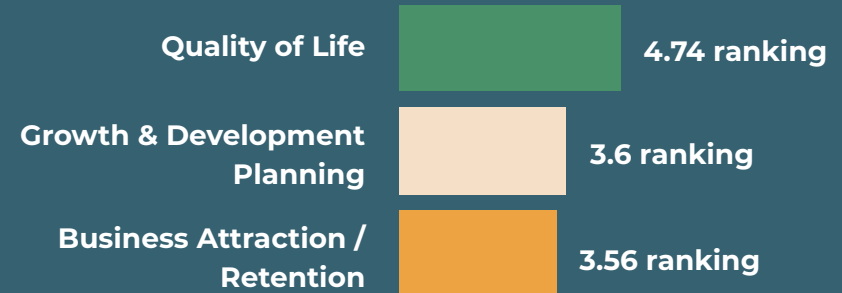 Quality of Life
4.74 ranking
Growth & Development
Planning
3.6 ranking
Business Attraction /
Retention
3.56 ranking